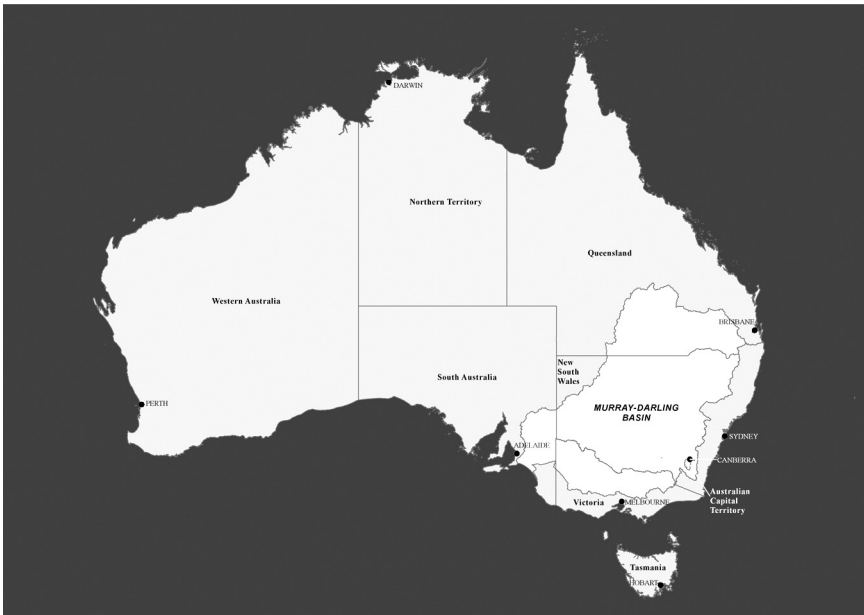 DARWIN
Northern Territory
Queensland
Western Australia
BRISBANE
New
South
Wales
South Australia
PERTH
MURRAY-DARLING
BASIN
SYDNEY
ADELAIDE
CANBERRA
Australian
Capital
Territory
Victoria
MELBOURNE
Tasmania
HOBART